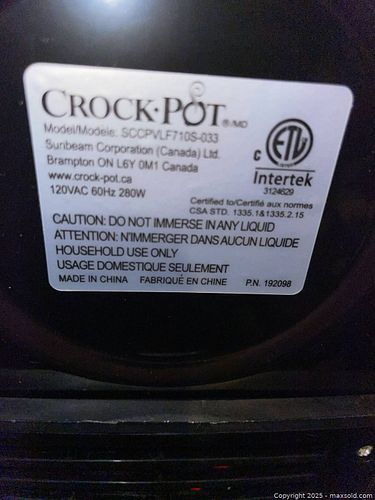 CROCK·POT ®/MD
Model/Modele: SCCPVLF710S-033
Sunbeam Corporation (Canada) Ltd.
Brampton ON L6Y 0M1 Canada
www.crock-pot.ca
120VAC 60Hz 280W
C ETL
Intertek
3124629
Certified to/Certifié aux normes
CSA STD. 1335.1&1335.2.15
CAUTION: DO NOT IMMERSE IN ANY LIQUID
ATTENTION: N'IMMERGER DANS AUCUN LIQUIDE
HOUSEHOLD USE ONLY
USAGE DOMESTIQUE SEULEMENT
MADE IN CHINA FABRIQUÉ EN CHINE P.N. 192098
Copyright 2025 - maxsold.com